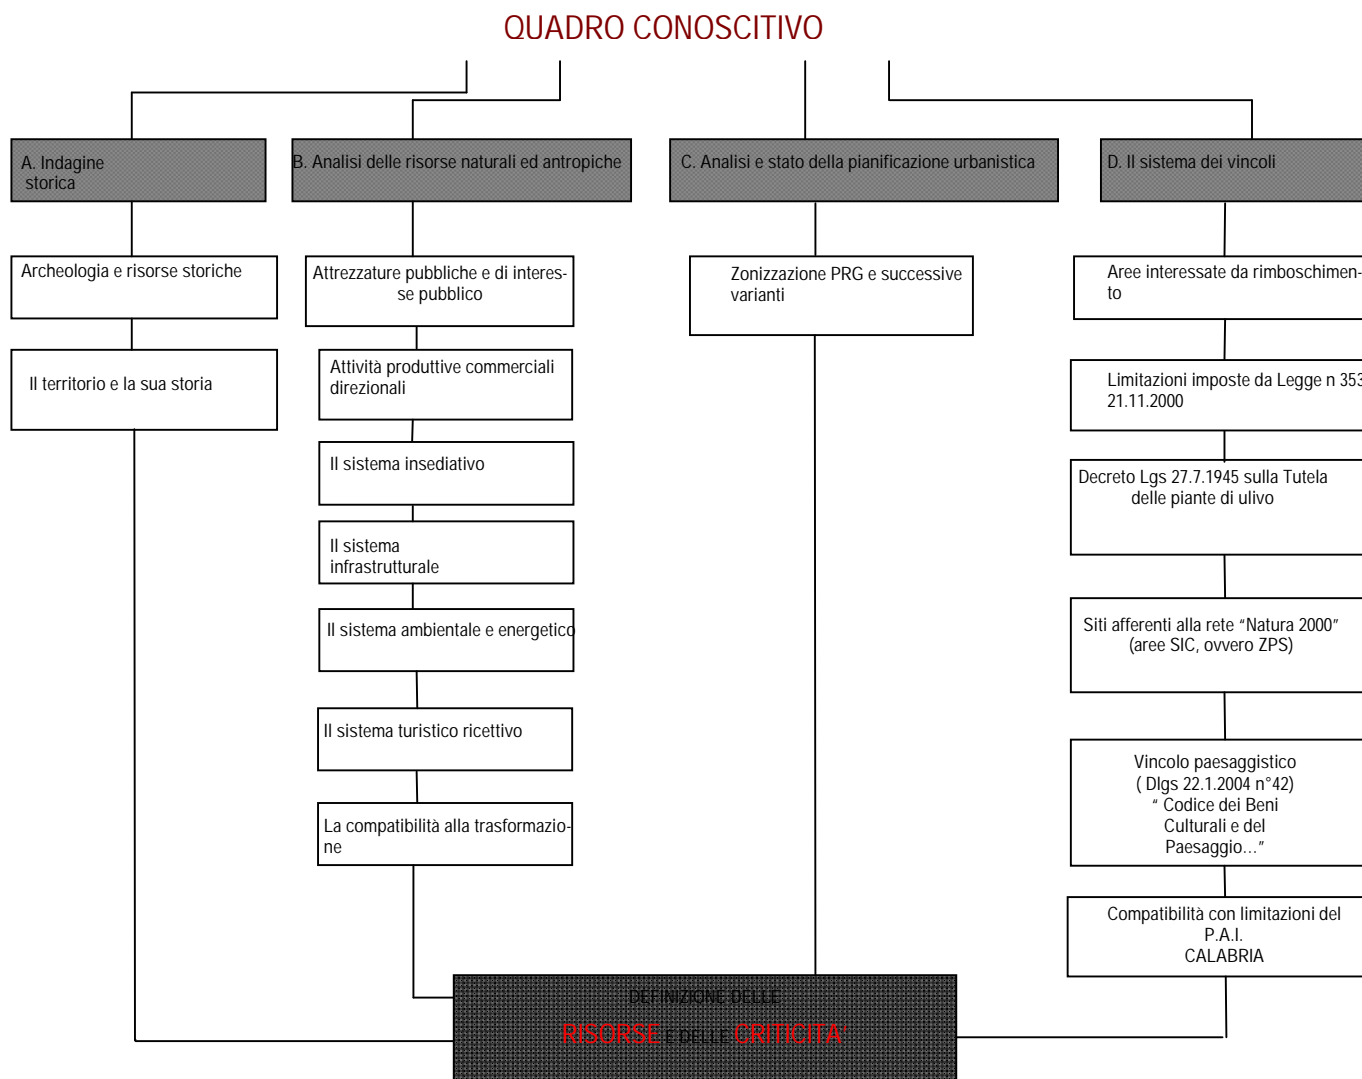 QUADRO CONOSCITIVO
A. Indagine
storica
B. Analisi delle risorse naturali ed antropiche
C. Analisi e stato della pianificazione urbanistica
D. Il sistema dei vincoli
Archeologia e risorse storiche
Il territorio e la sua storia
Attrezzature pubbliche e di interes-
se pubblico
Attività produttive commerciali
direzionali
Il sistema insediativo
Il sistema
infrastrutturale
Il sistema ambientale e energetico
Il sistema turistico ricettivo
La compatibilità alla trasformazio-
ne
Zonizzazione PRG e successive
varianti
Aree interessate da rimboschimen-
to
Limitazioni imposte da Legge n 353
21.11.2000
Decreto Lgs 27.7.1945 sulla Tutela
delle piante di ulivo
Siti afferenti alla rete “Natura 2000”
(aree SIC, ovvero ZPS)
Vincolo paesaggistico
( Dlgs 22.1.2004 n°42)
“ Codice dei Beni
Culturali e del
Paesaggio…”
Compatibilità con limitazioni del
P.A.I.
CALABRIA
DEFINIZIONE DELLE
RISORSE E DELLE CRITICITA’